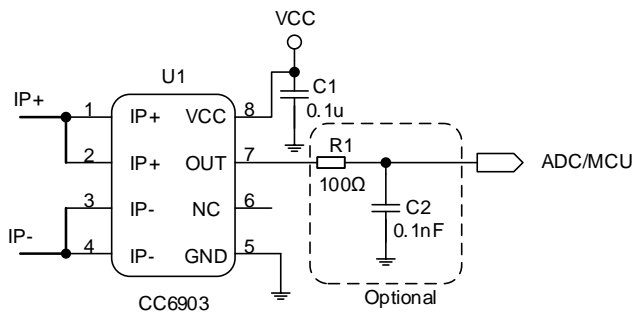 VCC
U1
C1
0.1u
IP+
1 IP+ VCC 8
2 IP+ OUT 7
R1
100Ω
ADC/MCU
3 IP- NC 6
C2
0.1nF
IP-
4 IP- GND 5
CC6903
Optional